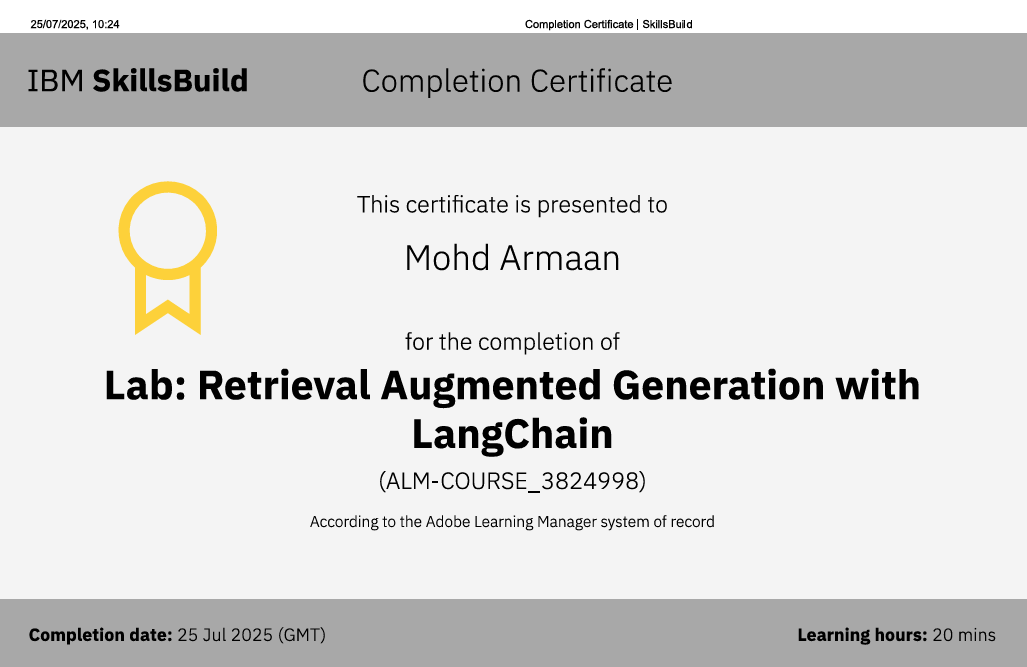 25/07/2025, 10:24
Completion Certificate | SkillsBuild
IBM SkillsBuild
Completion Certificate
This certificate is presented to
Mohd Armaan
for the completion of
Lab: Retrieval Augmented Generation with
LangChain
(ALM-COURSE_3824998)
According to the Adobe Learning Manager system of record
Completion date: 25 Jul 2025 (GMT)
Learning hours: 20 mins